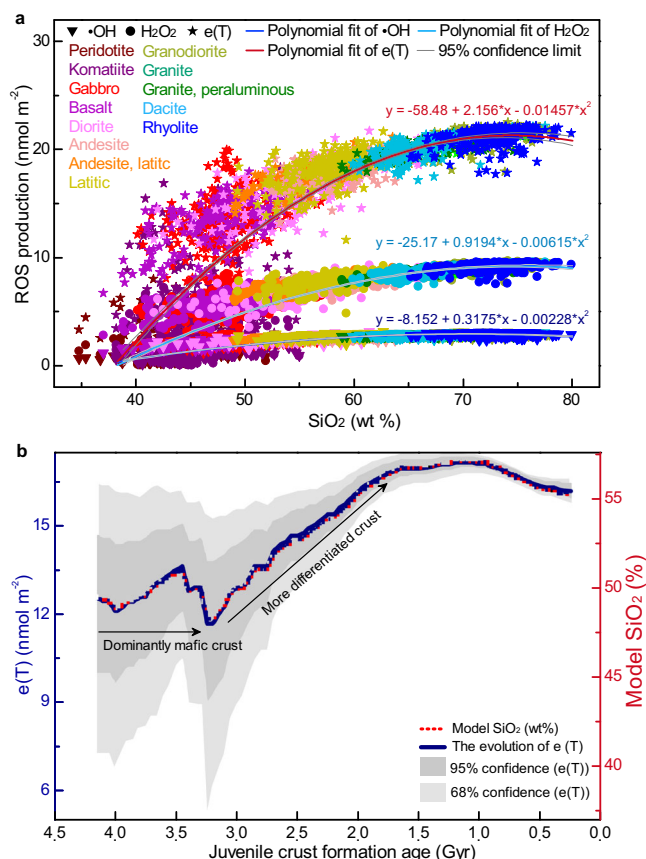 a
▼ •OH ● H₂O₂ ★ e(T)
Polynomial fit of •OH
Polynomial fit of H₂O₂
Polynomial fit of e(T)
95% confidence limit
Peridotite
Komatiite
Gabbro
Basalt
Diorite
Andesite
Andesite, latitc
Latitic
Granodiorite
Granite
Granite, peraluminous
Dacite
Rhyolite
y = -58.48 + 2.156*x - 0.01457*x²
y = -25.17 + 0.9194*x - 0.00615*x²
y = -8.152 + 0.3175*x - 0.00228*x²
ROS production (nmol m⁻²)
30
20
10
0
40 50 60 70 80
SiO₂ (wt %)
b
e(T) (nmol m⁻²)
15
12
9
6
Dominantly mafic crust
More differentiated crust
Model SiO₂ (wt%)
The evolution of e (T)
95% confidence (e(T))
68% confidence (e(T))
55
50
45
40
Model SiO₂ (%)
4.5 4.0 3.5 3.0 2.5 2.0 1.5 1.0 0.5 0.0
Juvenile crust formation age (Gyr)